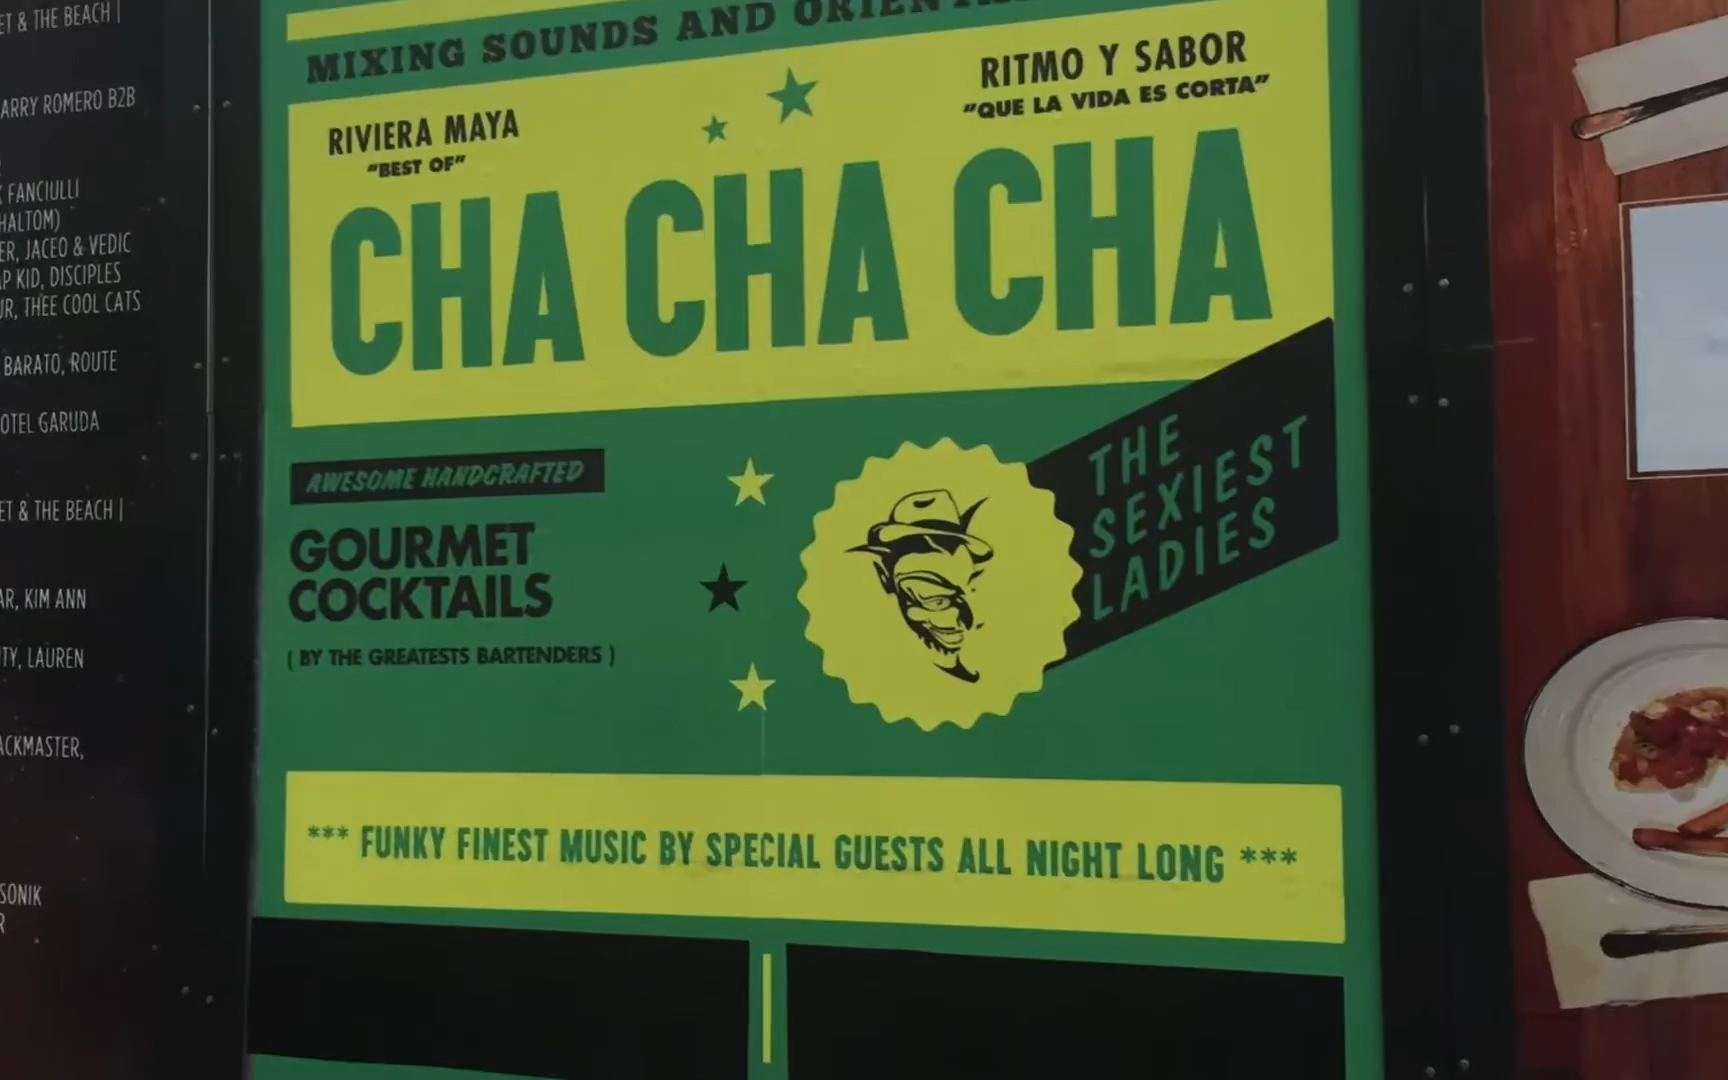 ET & THE BEACH |
ARRY ROMERO B2B
FANCIULLI
HALTOM)
ER, JACEO & VEDIC
AP KID, DISCIPLES
UR, THEE COOL CATS
BARATO, ROUTE
OTEL GARUDA
ET & THE BEACH |
AR, KIM ANN
TY, LAUREN
ACKMASTER,
SONIK
R
MIXING SOUNDS AND
RIVIERA MAYA
"BEST OF"
RITMO Y SABOR
"QUE LA VIDA ES CORTA"
CHA CHA CHA
AWESOME HANDCRAFTED
GOURMET
COCKTAILS
( BY THE GREATESTS BARTENDERS )
THE
SEXIEST
LADIES
*** FUNKY FINEST MUSIC BY SPECIAL GUESTS ALL NIGHT LONG ***